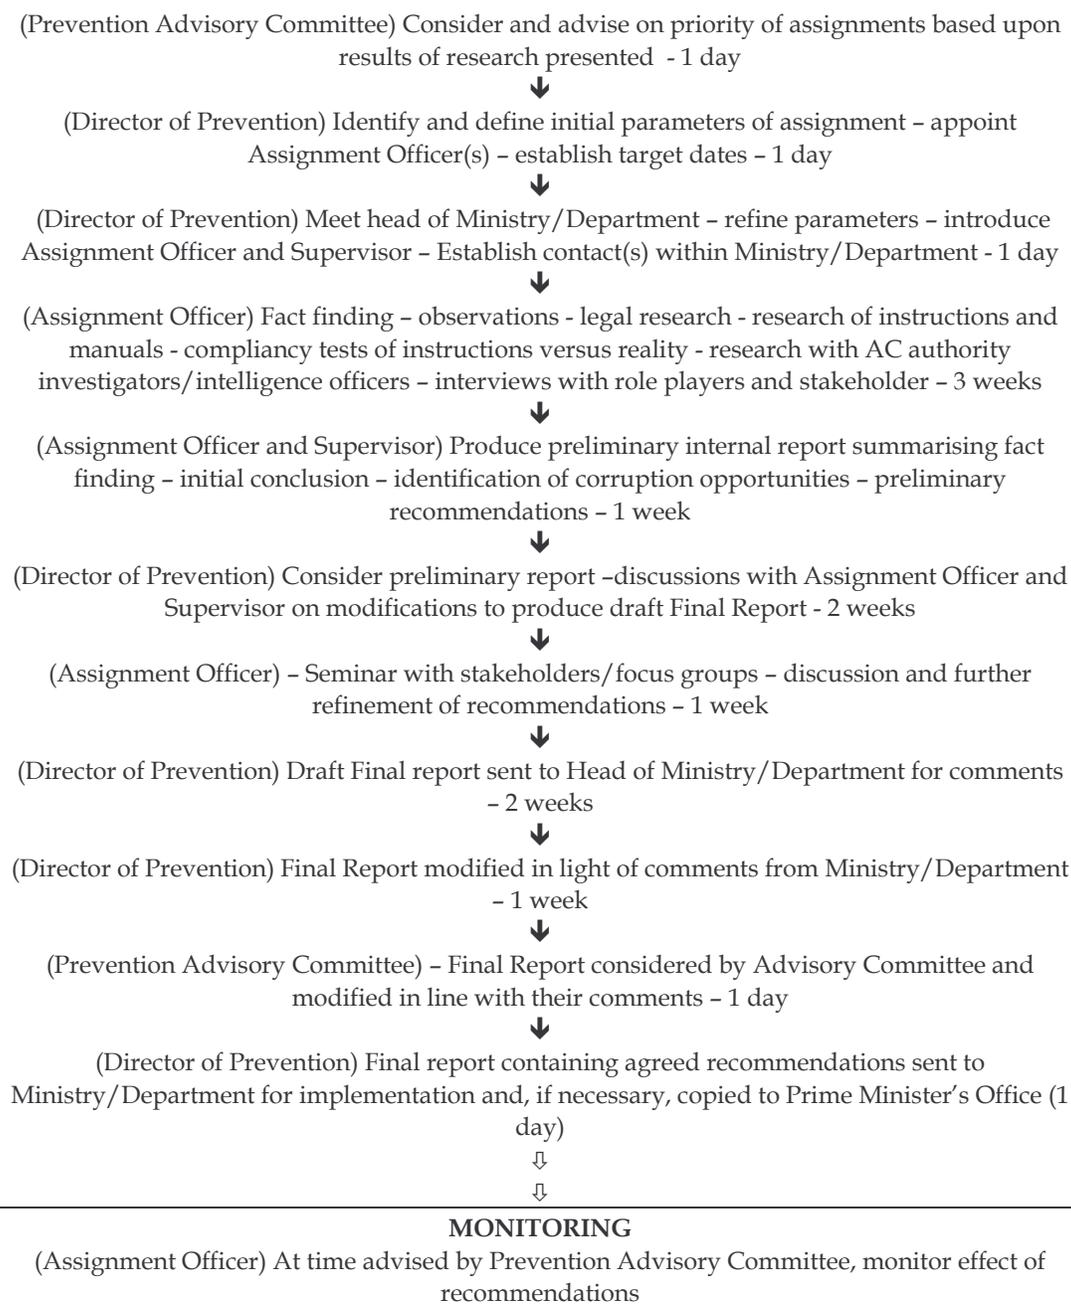 (Prevention Advisory Committee) Consider and advise on priority of assignments based upon
results of research presented  - 1 day
(Director of Prevention) Identify and define initial parameters of assignment – appoint
Assignment Officer(s) – establish target dates – 1 day
(Director of Prevention) Meet head of Ministry/Department – refine parameters – introduce
Assignment Officer and Supervisor – Establish contact(s) within Ministry/Department - 1 day
(Assignment Officer) Fact finding – observations - legal research - research of instructions and
manuals - compliancy tests of instructions versus reality - research with AC authority
investigators/intelligence officers – interviews with role players and stakeholder – 3 weeks
(Assignment Officer and Supervisor) Produce preliminary internal report summarising fact
finding – initial conclusion – identification of corruption opportunities – preliminary
recommendations – 1 week
(Director of Prevention) Consider preliminary report –discussions with Assignment Officer and
Supervisor on modifications to produce draft Final Report - 2 weeks
(Assignment Officer) – Seminar with stakeholders/focus groups – discussion and further
refinement of recommendations – 1 week
(Director of Prevention) Draft Final report sent to Head of Ministry/Department for comments
– 2 weeks
(Director of Prevention) Final Report modified in light of comments from Ministry/Department
– 1 week
(Prevention Advisory Committee) – Final Report considered by Advisory Committee and
modified in line with their comments – 1 day
(Director of Prevention) Final report containing agreed recommendations sent to
Ministry/Department for implementation and, if necessary, copied to Prime Minister's Office (1
day)
MONITORING
(Assignment Officer) At time advised by Prevention Advisory Committee, monitor effect of
recommendations